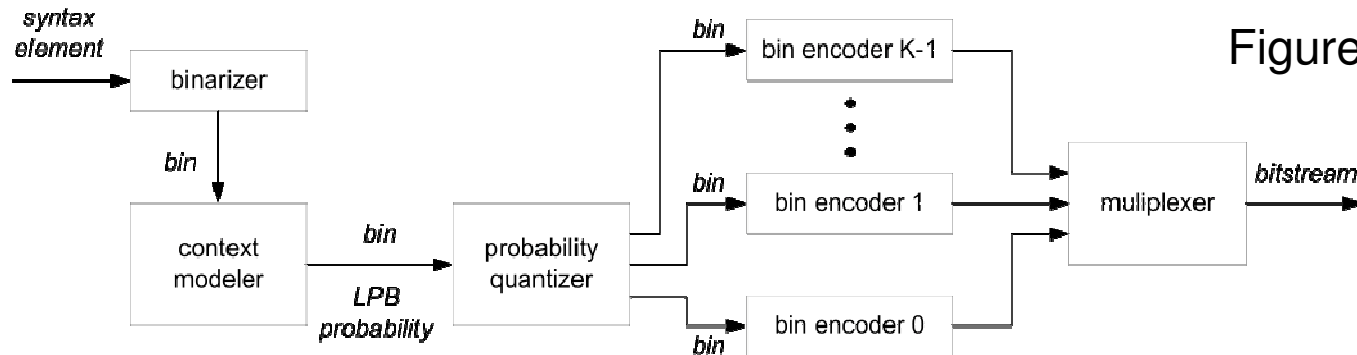 syntax
element
binarizer
bin
context
modeler
bin
LPB
probability
probability
quantizer
bin
bin encoder K-1
bin
bin encoder 1
bin
bin encoder 0
muliplexer
bitstream
Figure